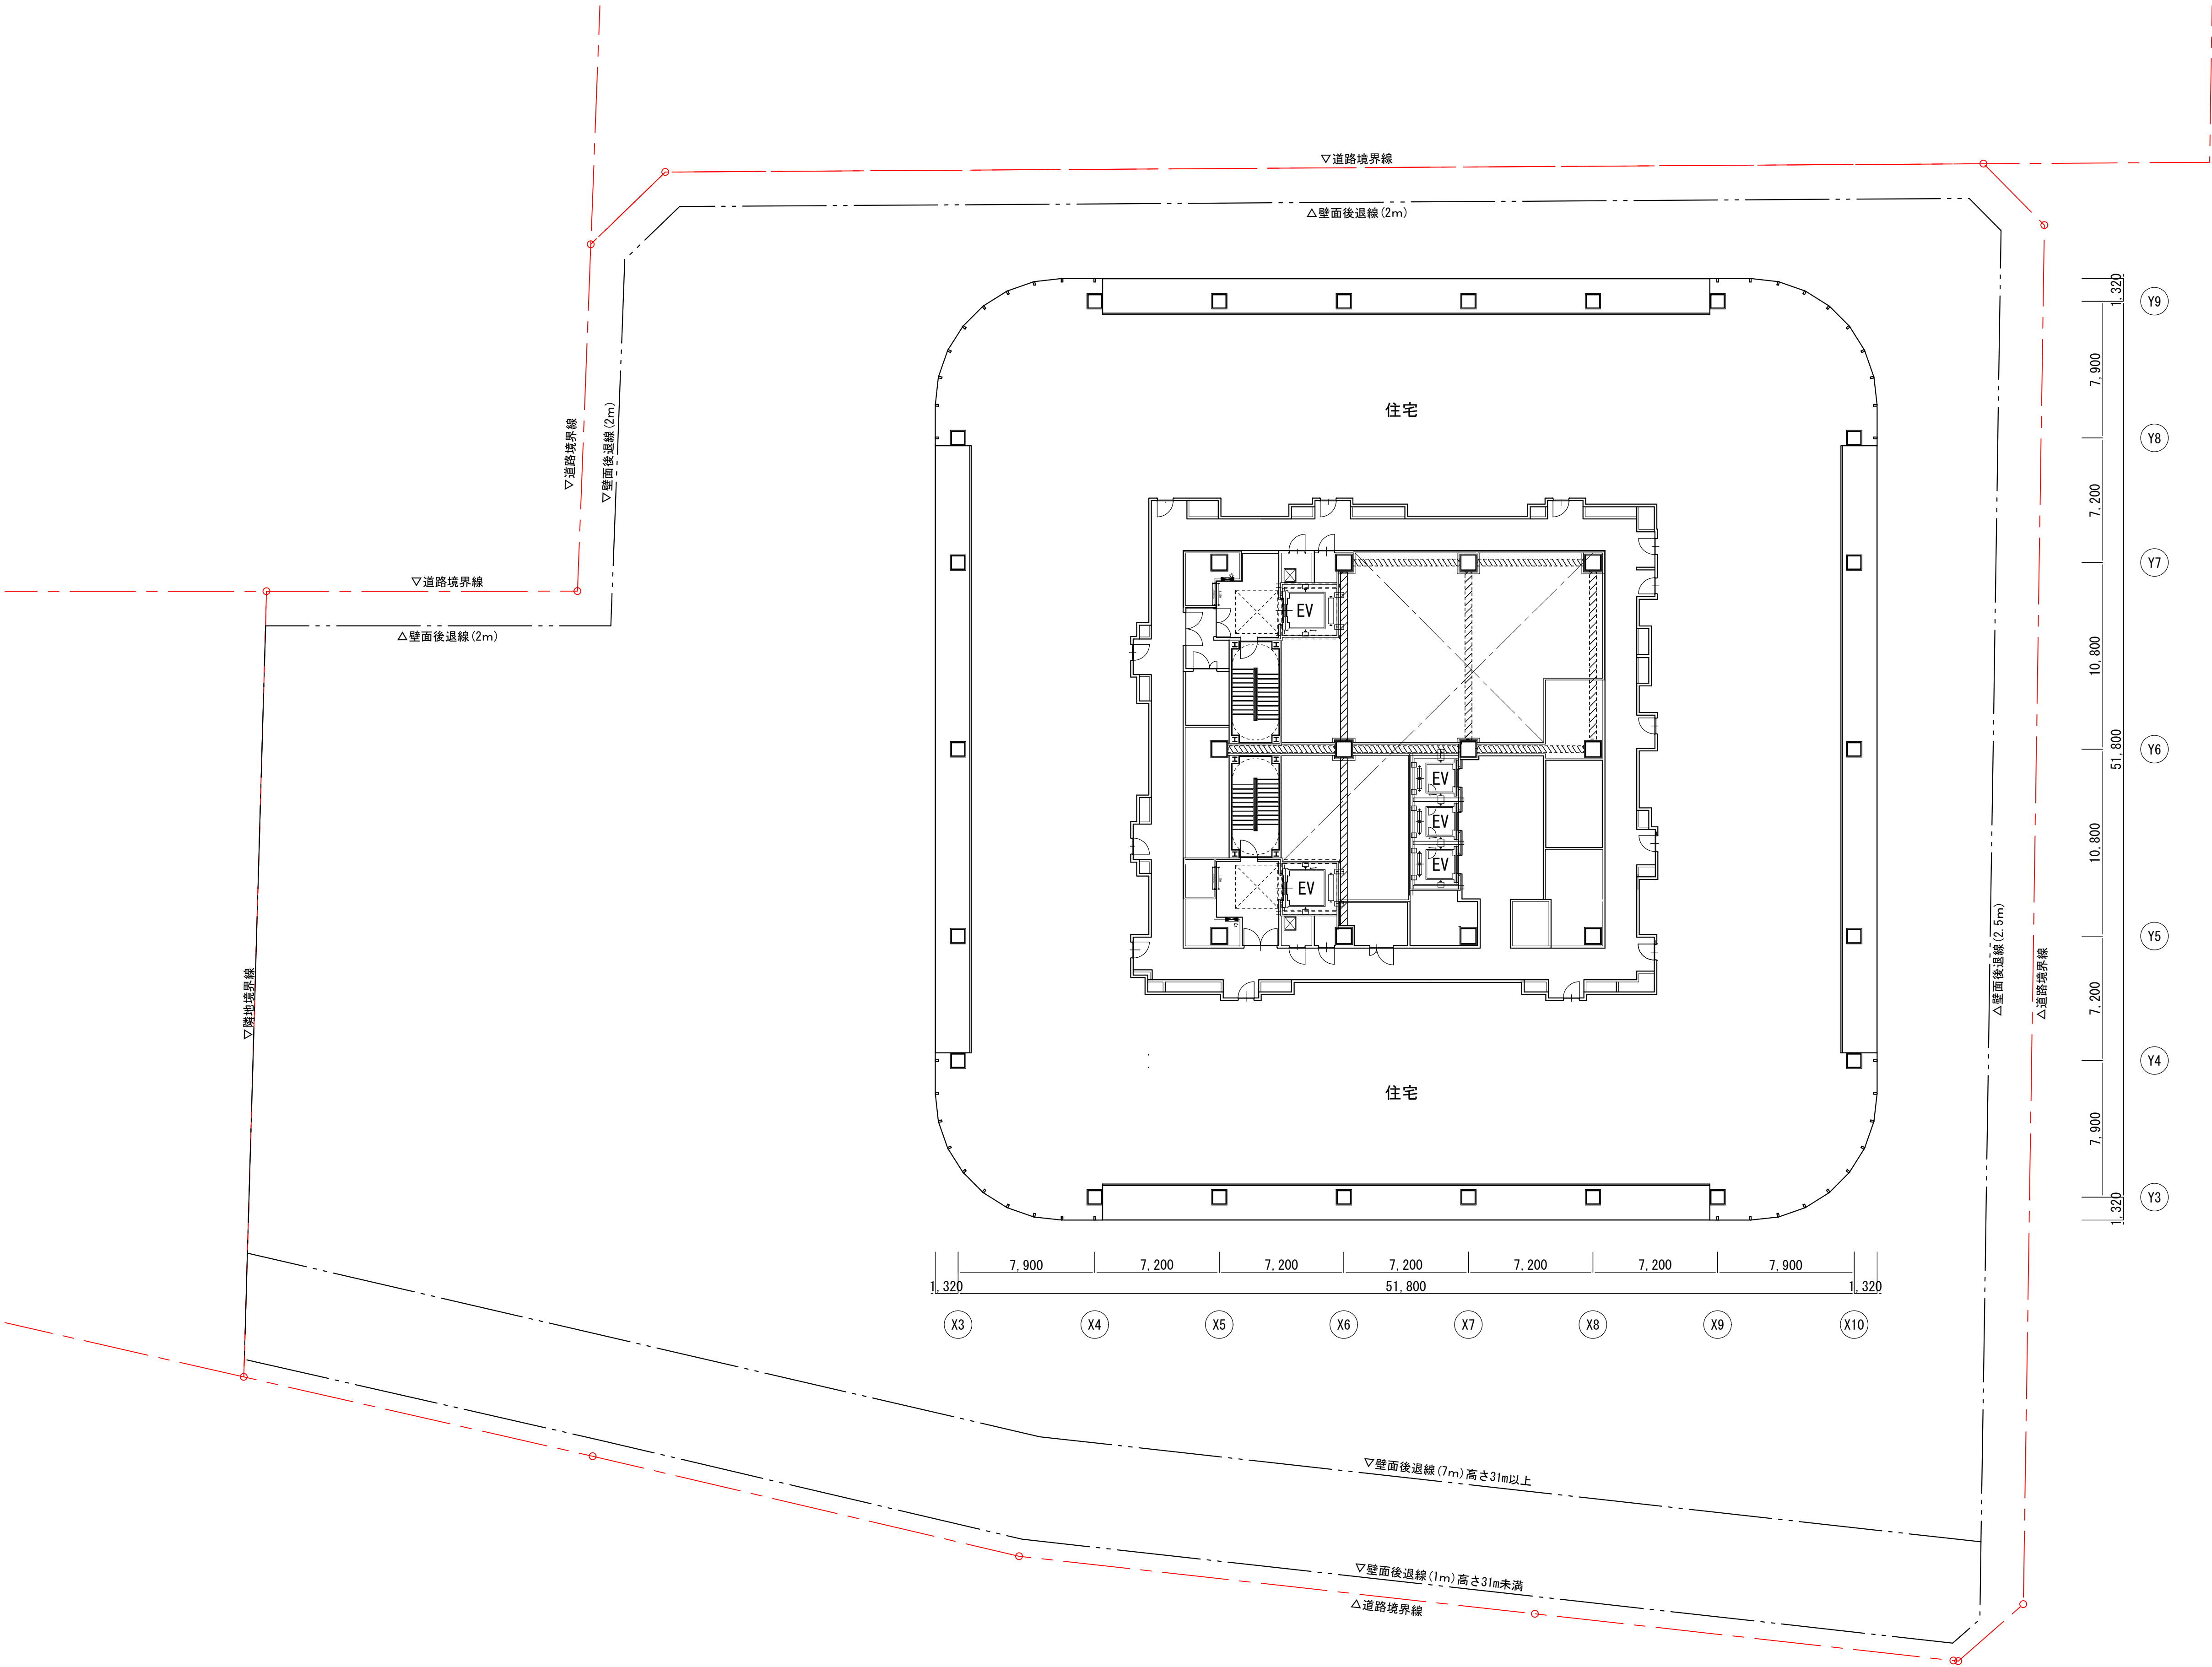 ▽道路境界線
△壁面後退線(2m)
1,320
Y9
7,900
住宅
▽道路境界線
▽壁面後退線(2m)
Y8
7,200
Y7
▽道路境界線
EV
△壁面後退線(2m)
10,800
51,800
Y6
EV
EV
EV
10,800
EV
△壁面後退線(2.5m)
△道路境界線
Y5
▽隣地境界線
7,200
Y4
住宅
7,900
Y3
1,320
7,900
7,200
7,200
7,200
7,200
7,200
7,900
1,320
51,800
1,320
X3
X4
X5
X6
X7
X8
X9
X10
▽壁面後退線(7m)高さ31m以上
▽壁面後退線(1m)高さ31m未満
△道路境界線